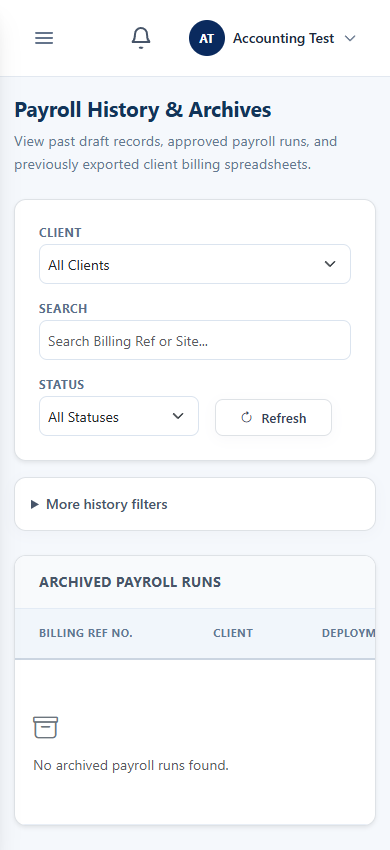 AT Accounting Test
Payroll History & Archives
View past draft records, approved payroll runs, and
previously exported client billing spreadsheets.
CLIENT
All Clients
SEARCH
Search Billing Ref or Site...
STATUS
All Statuses
Refresh
More history filters
ARCHIVED PAYROLL RUNS
BILLING REF NO. CLIENT DEPLOYM
No archived payroll runs found.